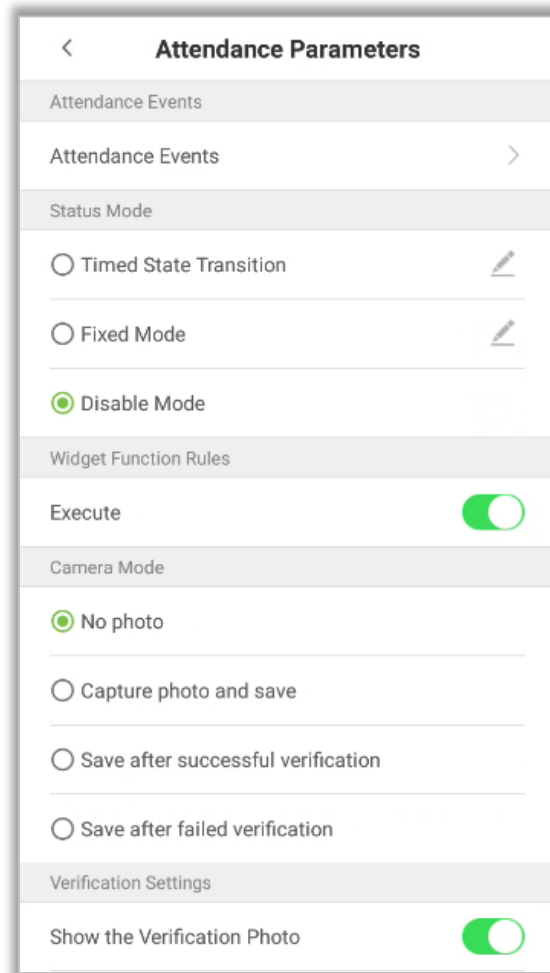 Attendance Parameters
Attendance Events
Attendance Events
Status Mode
Timed State Transition
Fixed Mode
Disable Mode
Widget Function Rules
Execute
Camera Mode
No photo
Capture photo and save
Save after successful verification
Save after failed verification
Verification Settings
Show the Verification Photo